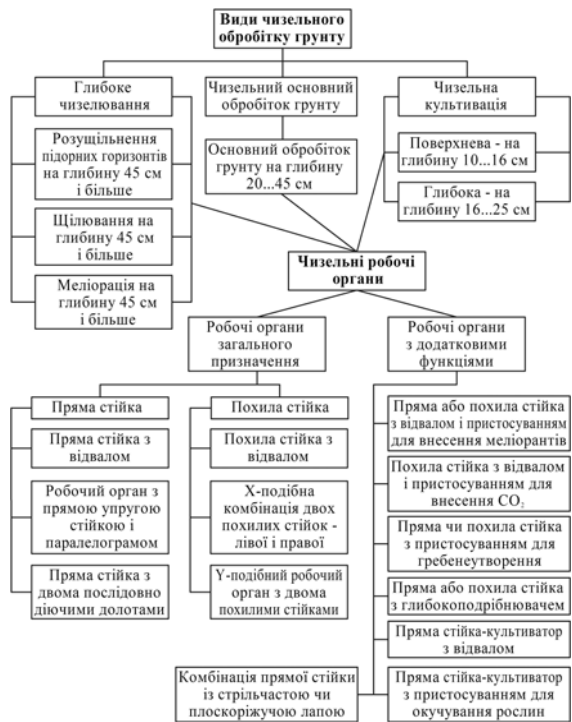 Види чизельного
обробітку грунту
Глибоке
чизелювання
Чизельний основний
обробіток грунту
Чизельна
культивація
Розущільнення
підорних горизонтів
на глибину 45 см
і більше
Основний обробіток
грунту на глибину
20...45 см
Поверхнева - на
глибину 10...16 см
Глибока - на
глибину 16...25 см
Щілювання на
глибину 45 см
і більше
Меліорація на
глибину 45 см
і більше
Чизельні робочі
органи
Робочі органи
загального
призначення
Робочі органи
з додатковими
функціями
Пряма стійка
Пряма стійка з
відвалом
Робочий орган з
прямою упругою
стійкою і
паралелограмом
Пряма стійка з
двома послідовно
діючими долотами
Похила стійка
Похила стійка з
відвалом
Х-подібна
комбінація двох
похилих стійок -
лівої і правої
Y-подібний робочий
орган з двома
похилими стійками
Пряма або похила стійка
з відвалом і пристосуванням
для внесення меліорантів
Похила стійка з відвалом
і пристосуванням для
внесення CO₂
Пряма чи похила стійка
з пристосуванням для
гребенеутворення
Пряма або похила стійка
з глибокоподрібнювачем
Пряма стійка-культиватор
з відвалом
Комбінація прямої стійки
із стрільчастою чи
плоскоріжучою лапою
Пряма стійка-культиватор
з пристосуванням для
окучування рослин